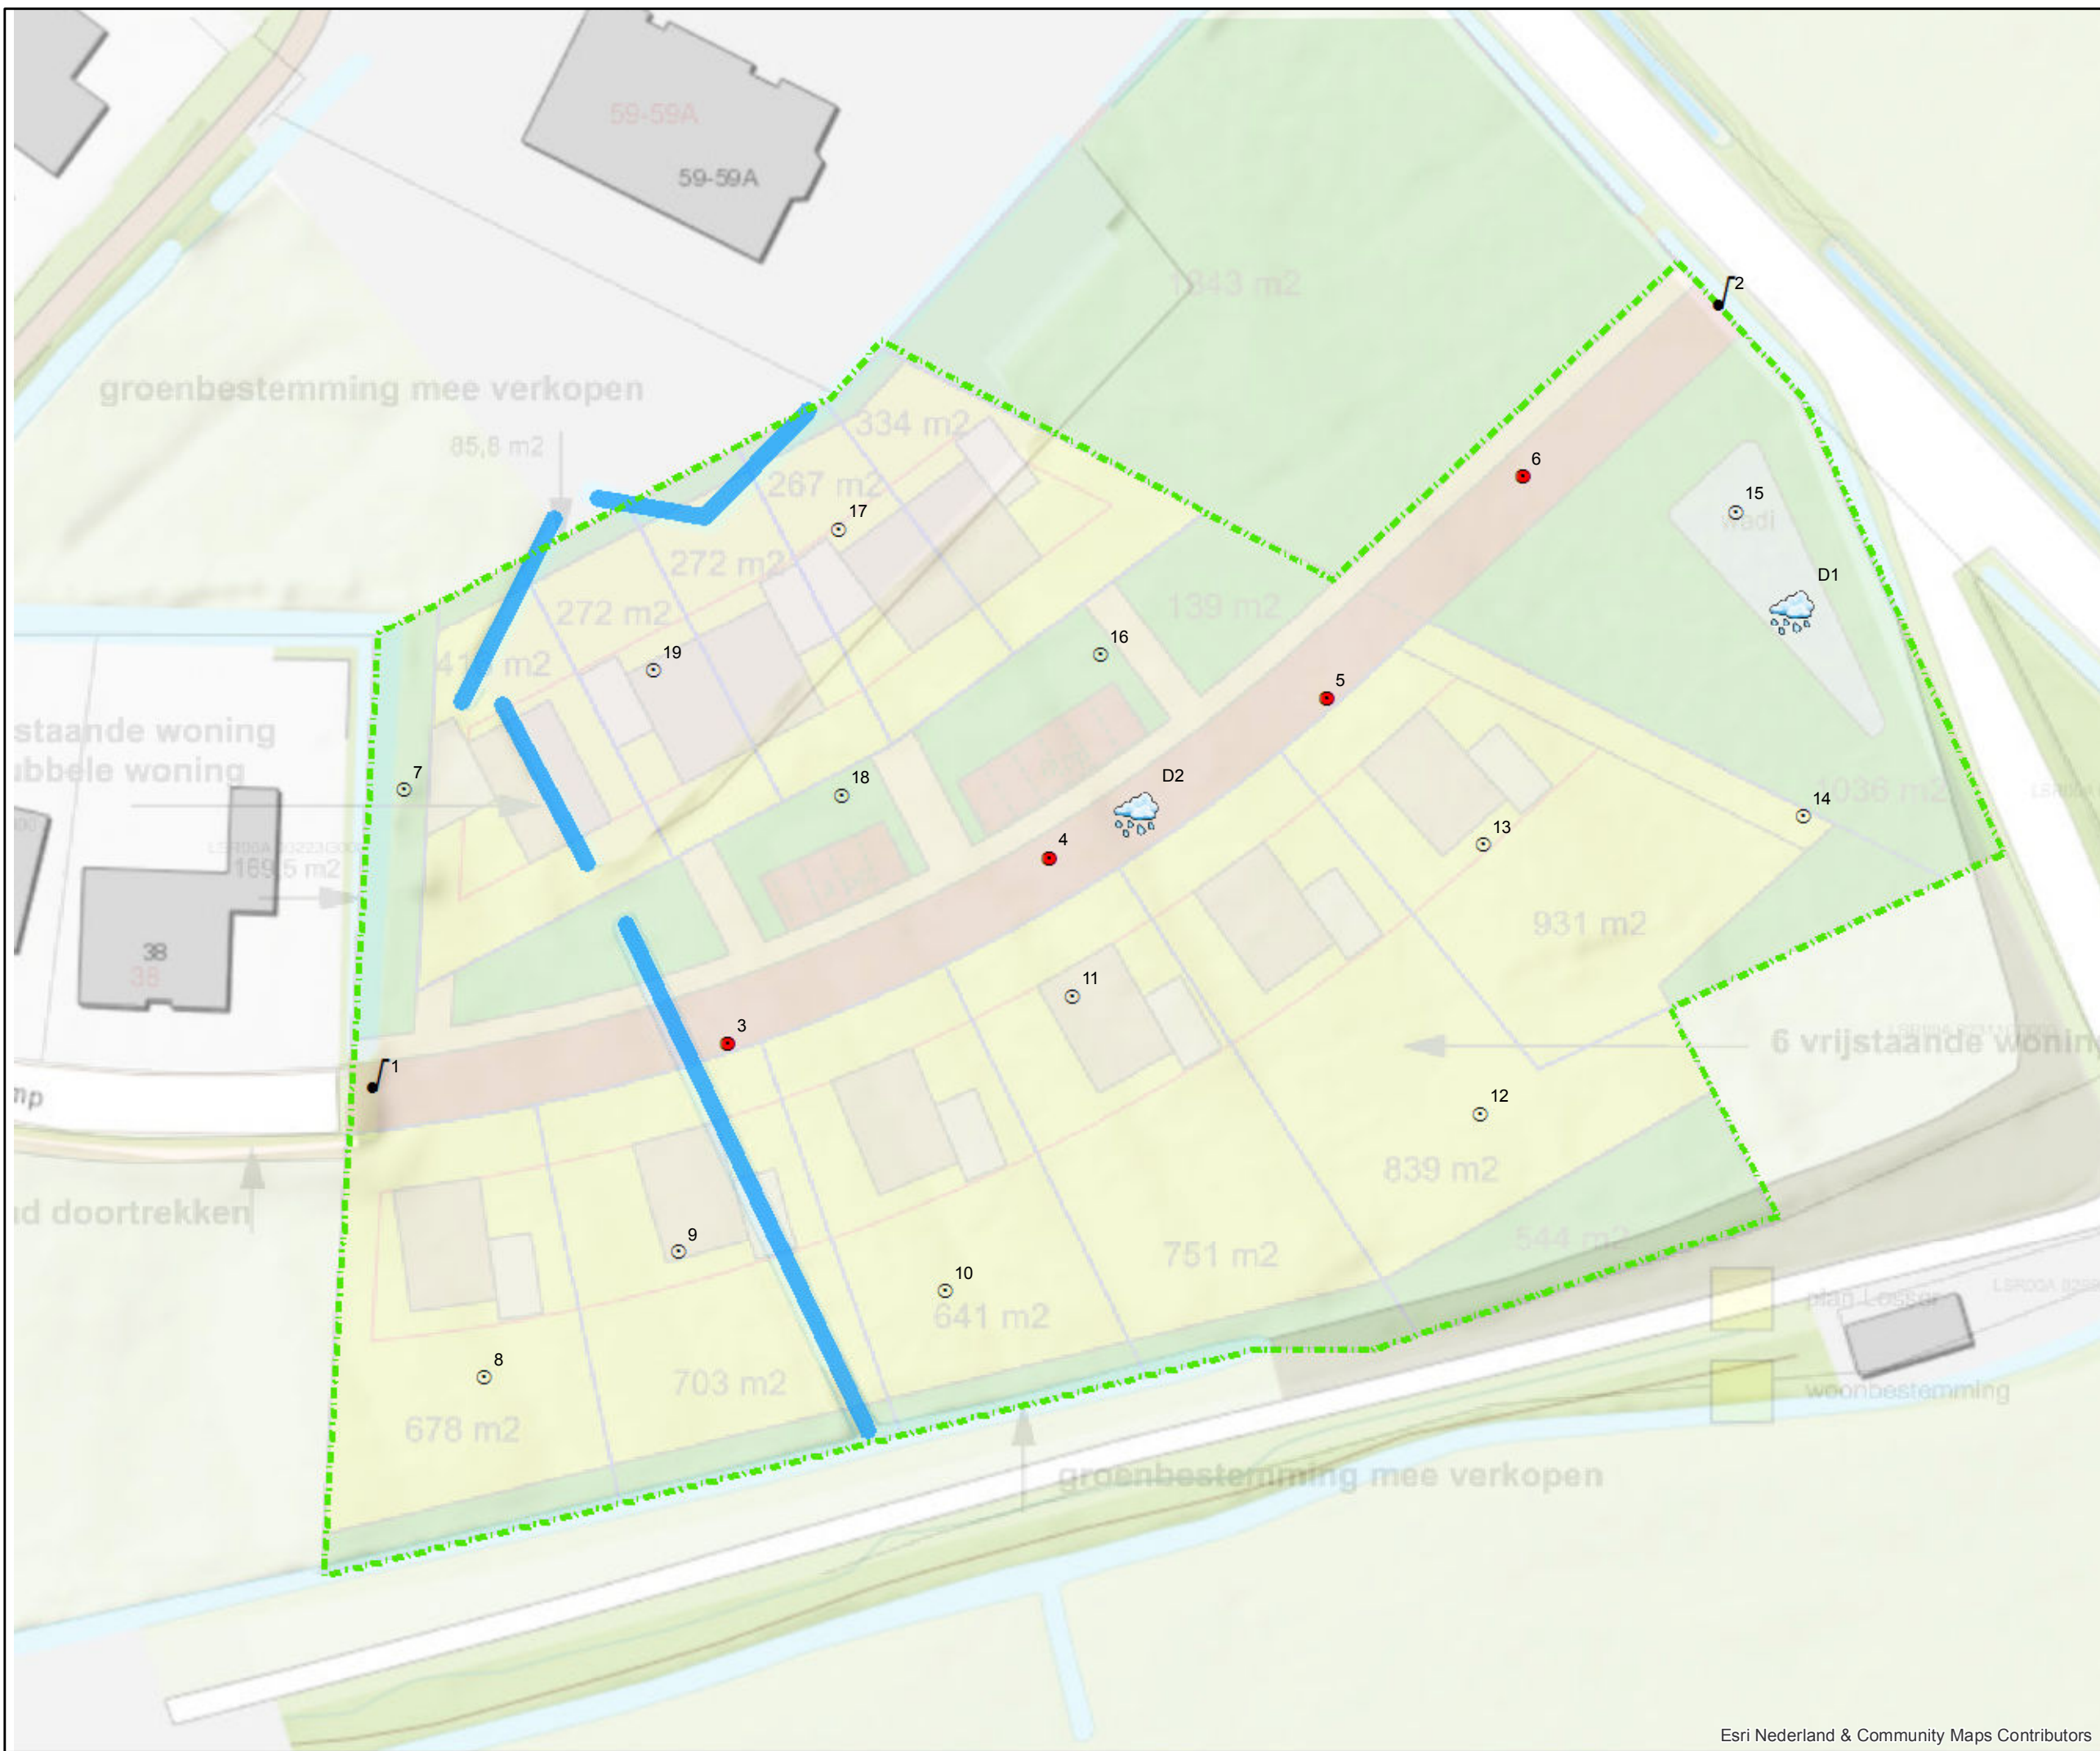 59-59A
59-59A
1843 m2
2
groenbestemming mee verkopen
85,8 m2
334 m2
267 m2
17
6
15
wadi
D1
272 m2
272 m2
139 m2
16
19
5
staande woning
ubbele woning
7
18
D2
1036 m2
14
13
4
169,5 m2
931 m2
38
38
11
3
6 vrijstaande woning
1
mp
12
839 m2
nd doortrekken
9
751 m2
544 m2
10
641 m2
plan Losser
8
703 m2
woonbestemming
678 m2
groenbestemming mee verkopen
Esri Nederland & Community Maps Contributors